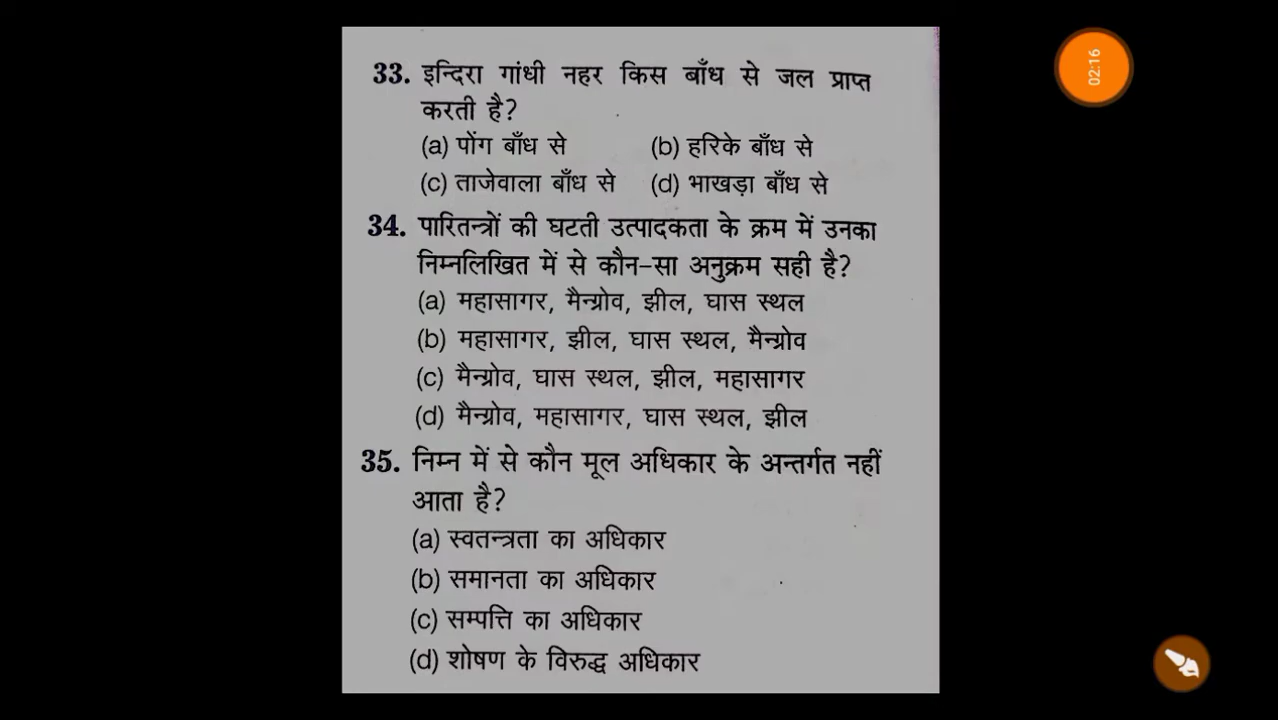 02:16
33. इन्दिरा गांधी नहर किस बाँध से जल प्राप्त
करती है?
(a) पोंग बाँध से (b) हरिके बाँध से
(c) ताजेवाला बाँध से (d) भाखड़ा बाँध से
34. पारितन्त्रों की घटती उत्पादकता के क्रम में उनका
निम्नलिखित में से कौन-सा अनुक्रम सही है?
(a) महासागर, मैन्ग्रोव, झील, घास स्थल
(b) महासागर, झील, घास स्थल, मैन्ग्रोव
(c) मैन्ग्रोव, घास स्थल, झील, महासागर
(d) मैन्ग्रोव, महासागर, घास स्थल, झील
35. निम्न में से कौन मूल अधिकार के अन्तर्गत नहीं
आता है?
(a) स्वतन्त्रता का अधिकार
(b) समानता का अधिकार
(c) सम्पत्ति का अधिकार
(d) शोषण के विरुद्ध अधिकार